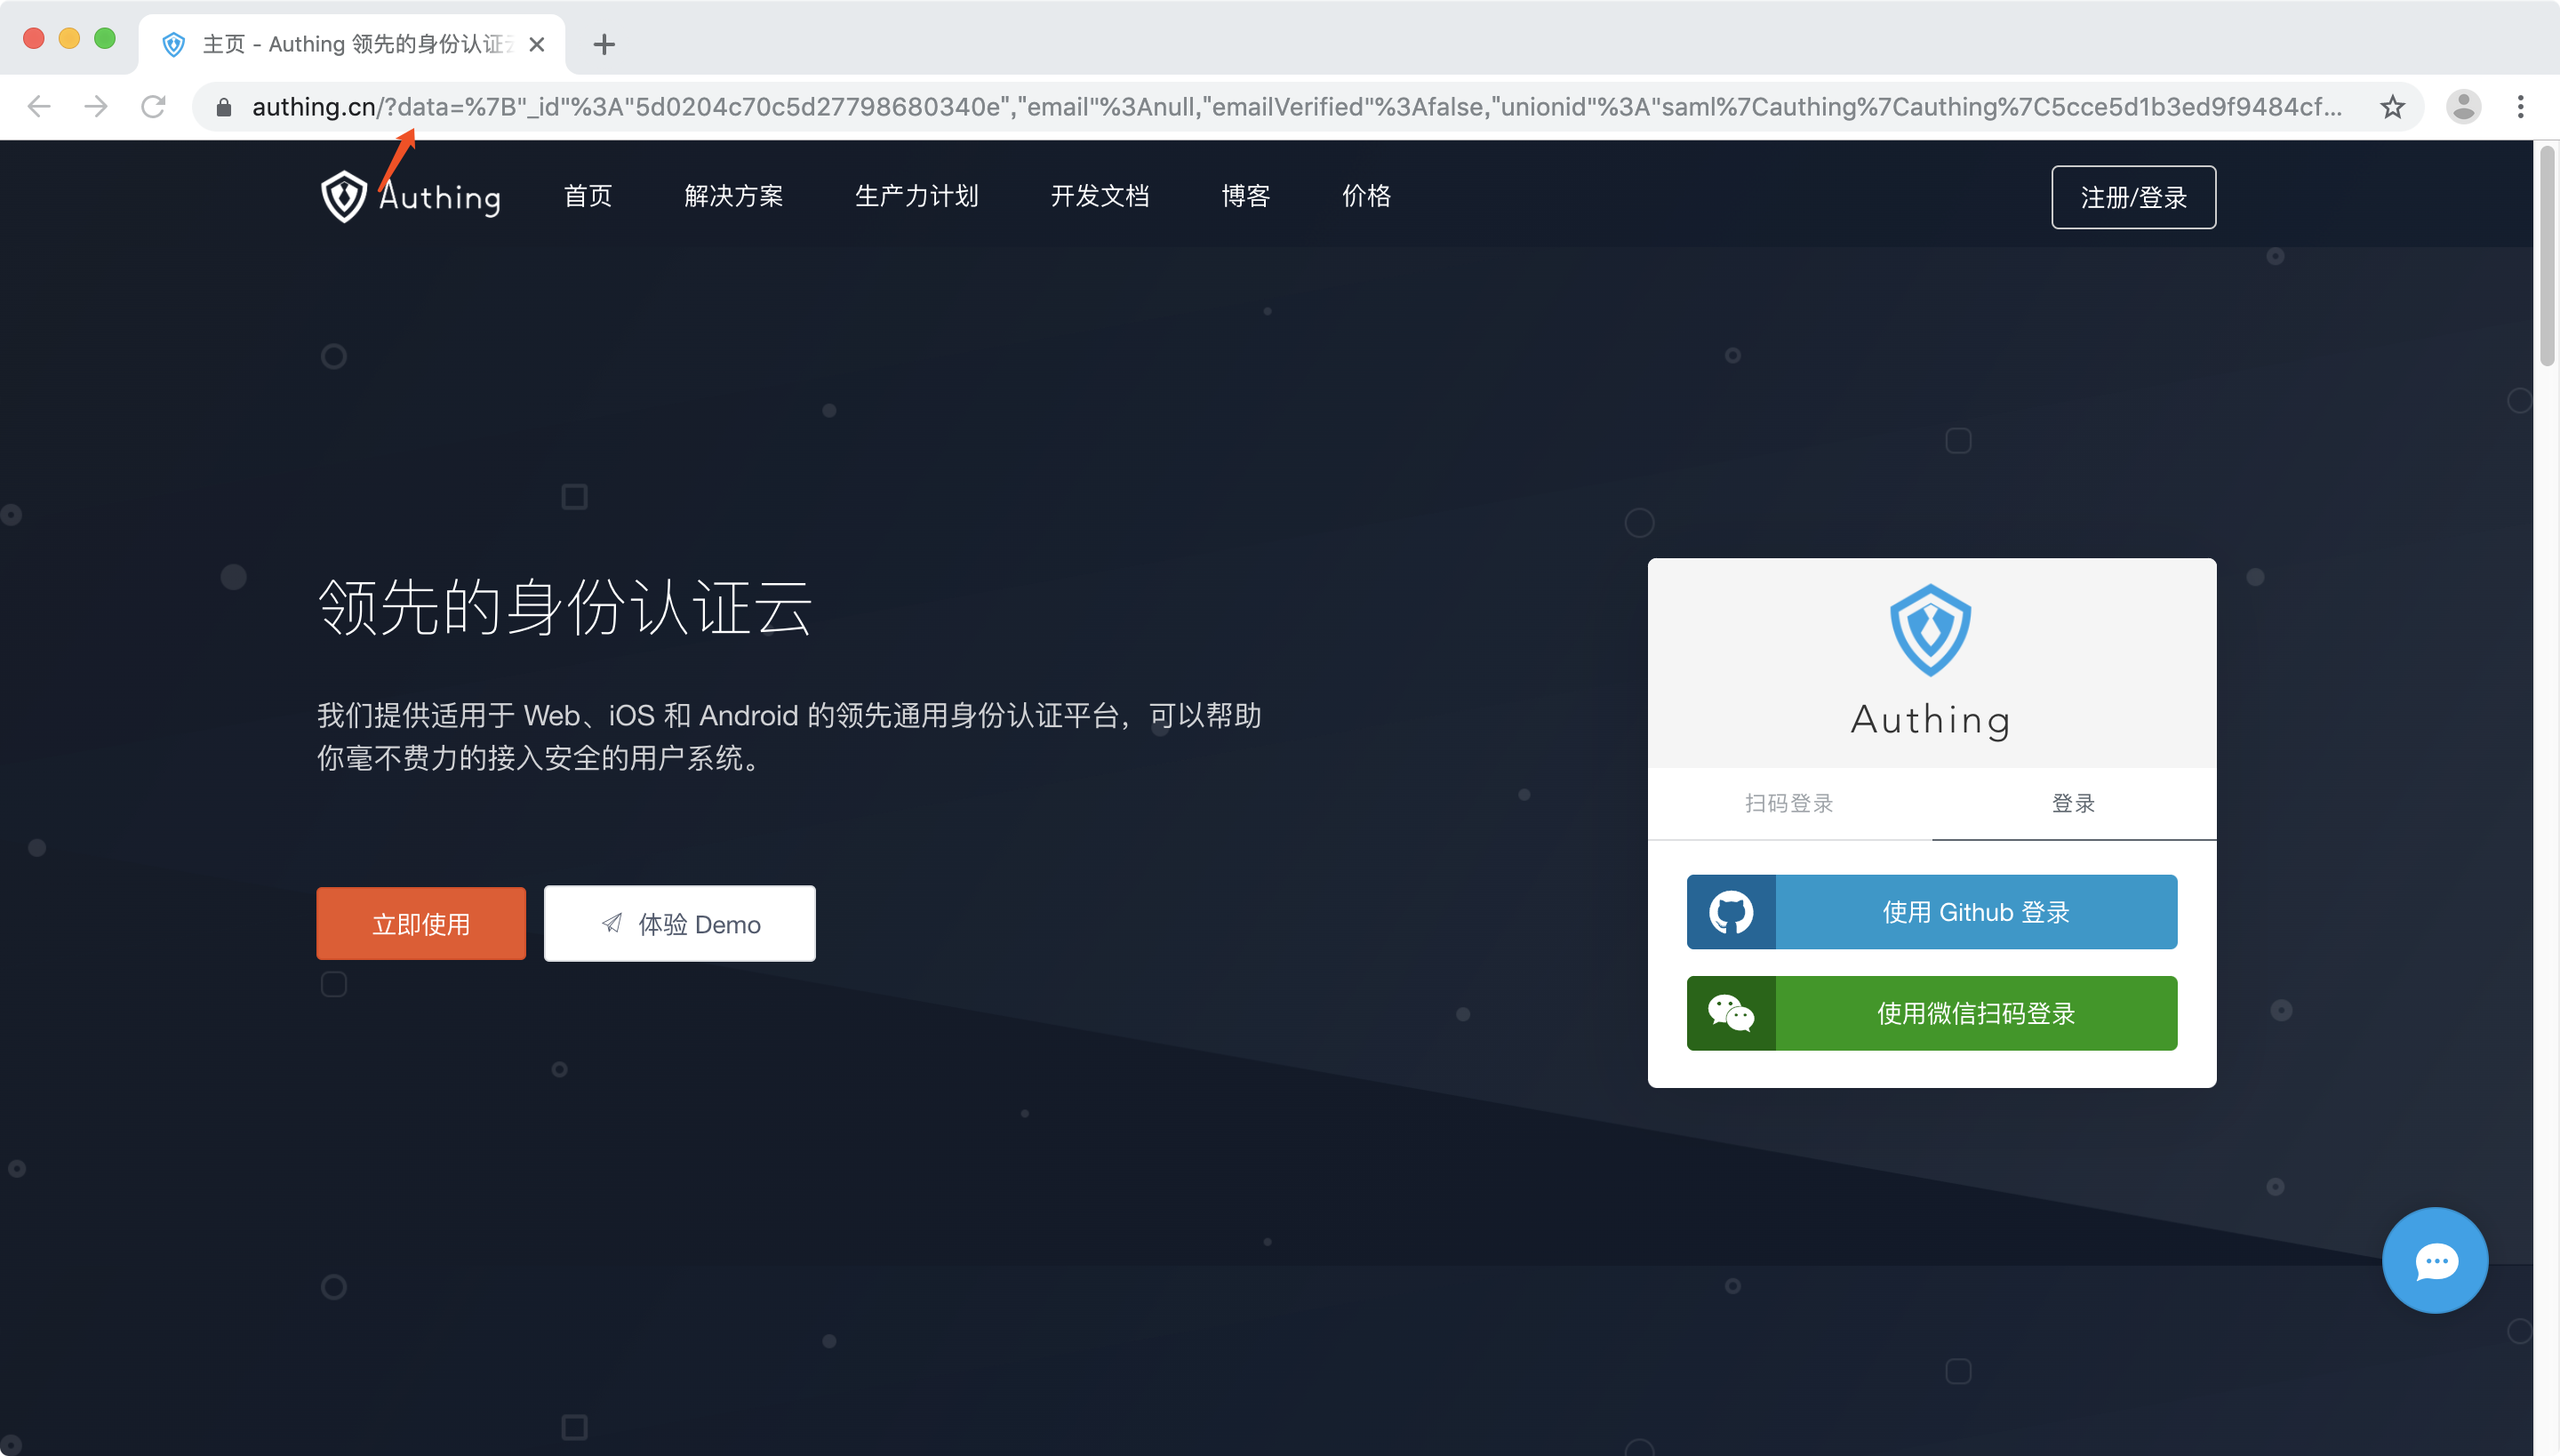 主页 - Authing 领先的身份认证云
authing.cn/?data=%7B"_id"%3A"5d0204c70c5d27798680340e","email"%3Anull,"emailVerified"%3Afalse,"unionid"%3A"saml%7Cauthing%7Cauthing%7C5cce5d1b3ed9f9484cf...
Authing
首页
解决方案
生产力计划
开发文档
博客
价格
注册/登录
领先的身份认证云
我们提供适用于 Web、iOS 和 Android 的领先通用身份认证平台，可以帮助
你毫不费力的接入安全的用户系统。
立即使用
体验 Demo
Authing
扫码登录
登录
使用 Github 登录
使用微信扫码登录